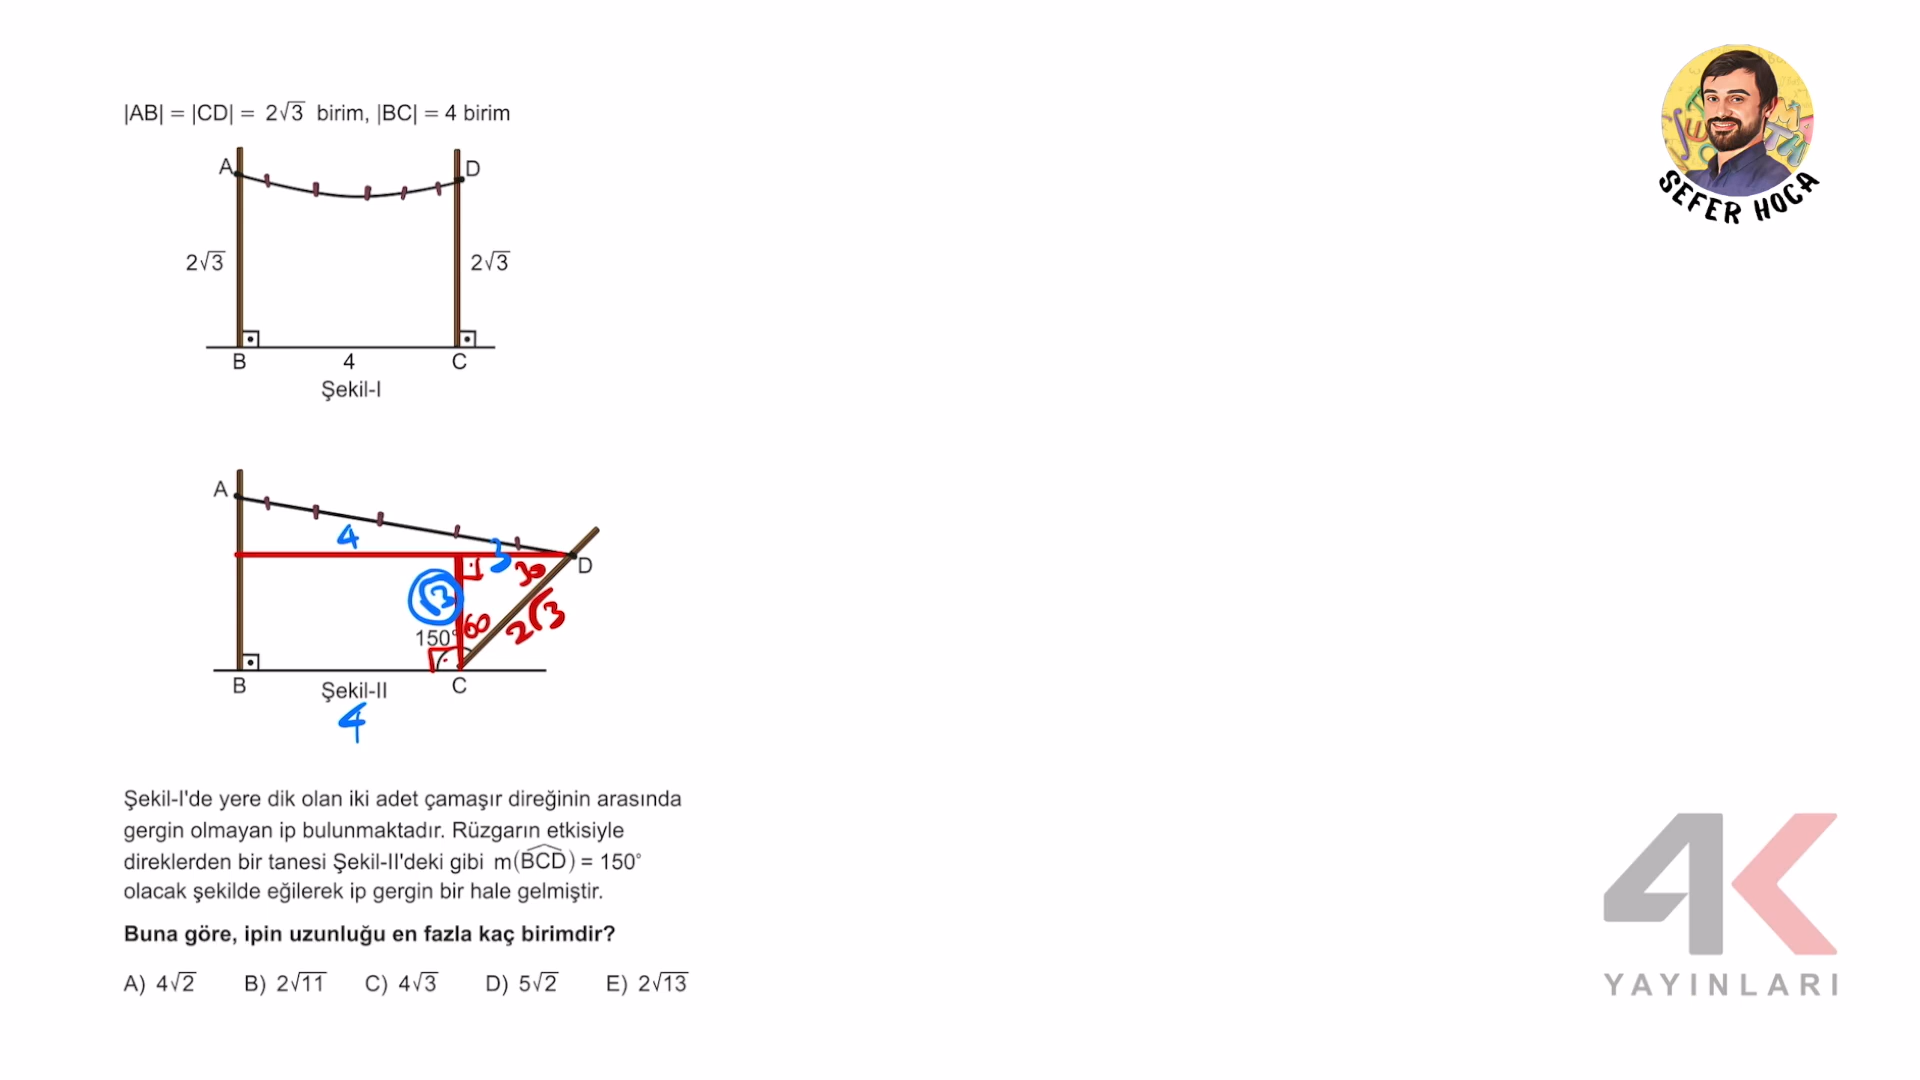 |AB| = |CD| = 2√3 birim, |BC| = 4 birim
A
D
2√3
2√3
B
4
C
Şekil-I
SEFER HOCA
A
4
3
30
D
√3
60
2√3
150°
B
Şekil-II
C
4
Şekil-I'de yere dik olan iki adet çamaşır direğinin arasında
gergin olmayan ip bulunmaktadır. Rüzgarın etkisiyle
direklerden bir tanesi Şekil-II'deki gibi m(BCD) = 150°
olacak şekilde eğilerek ip gergin bir hale gelmiştir.
Buna göre, ipin uzunluğu en fazla kaç birimdir?
A) 4√2 B) 2√11 C) 4√3 D) 5√2 E) 2√13
4K
YAYINLARI